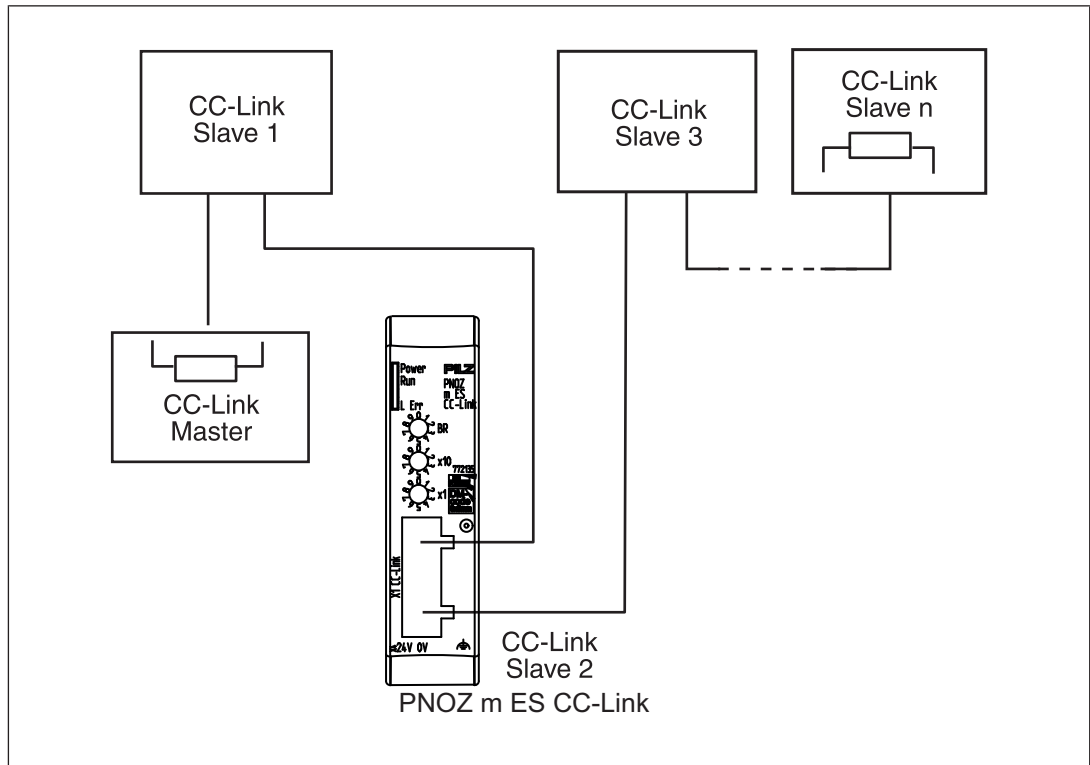 CC-Link
Slave 1
CC-Link
Slave 3
CC-Link
Slave n
CC-Link
Master
Power
Run
L Err
PILZ
PNOZ
m ES
CC-Link
BR
x10
772135
x1
X1 CC-Link
24V 0V
CC-Link
Slave 2
PNOZ m ES CC-Link